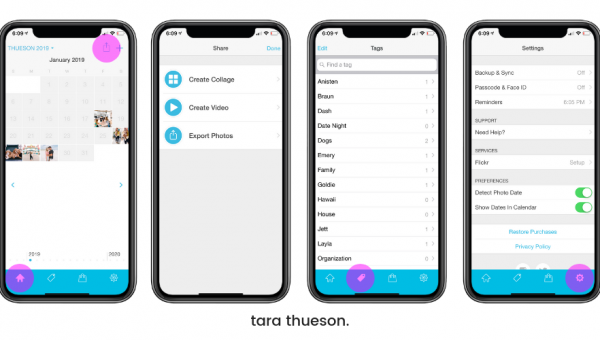 6:09
THUESON 2019
+
January 2019
2019
2020
6:09
Share
Done
Create Collage
Create Video
Export Photos
6:09
Edit
Tags
Find a tag
Anisten 1
Braun 1
Dash 1
Date Night 0
Dogs 2
Emery 1
Family 1
Goldie 1
Hawaii 0
House 0
Jett 1
Layla 1
Organization 0
6:09
Settings
Backup & Sync Off
Passcode & Face ID Off
Reminders 6:38 PM
SUPPORT
Need Help?
SERVICES
Flickr Setup
PREFERENCES
Detect Photo Date
Show Dates In Calendar
Restore Purchases
Privacy Policy
tara thueson.